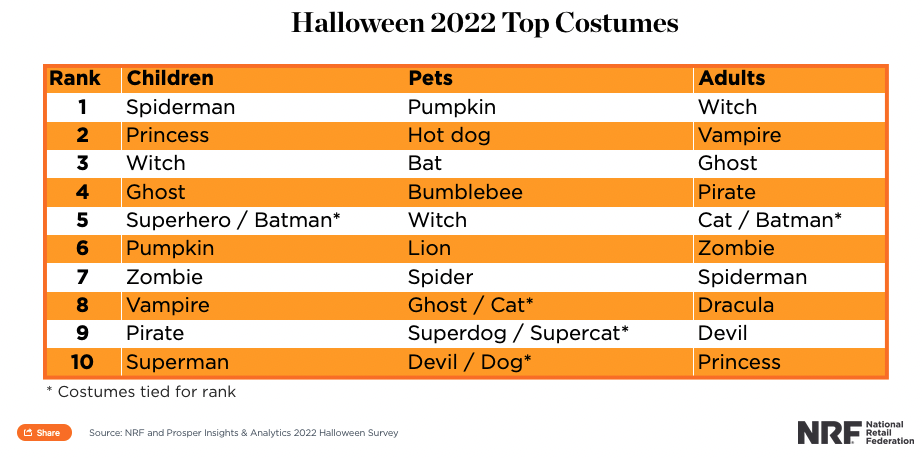 Halloween 2022 Top Costumes
Rank Children Pets Adults
1 Spiderman Pumpkin Witch
2 Princess Hot dog Vampire
3 Witch Bat Ghost
4 Ghost Bumblebee Pirate
5 Superhero / Batman* Witch Cat / Batman*
6 Pumpkin Lion Zombie
7 Zombie Spider Spiderman
8 Vampire Ghost / Cat* Dracula
9 Pirate Superdog / Supercat* Devil
10 Superman Devil / Dog* Princess
* Costumes tied for rank
Share
Source: NRF and Prosper Insights & Analytics 2022 Halloween Survey
NRF
National
Retail
Federation